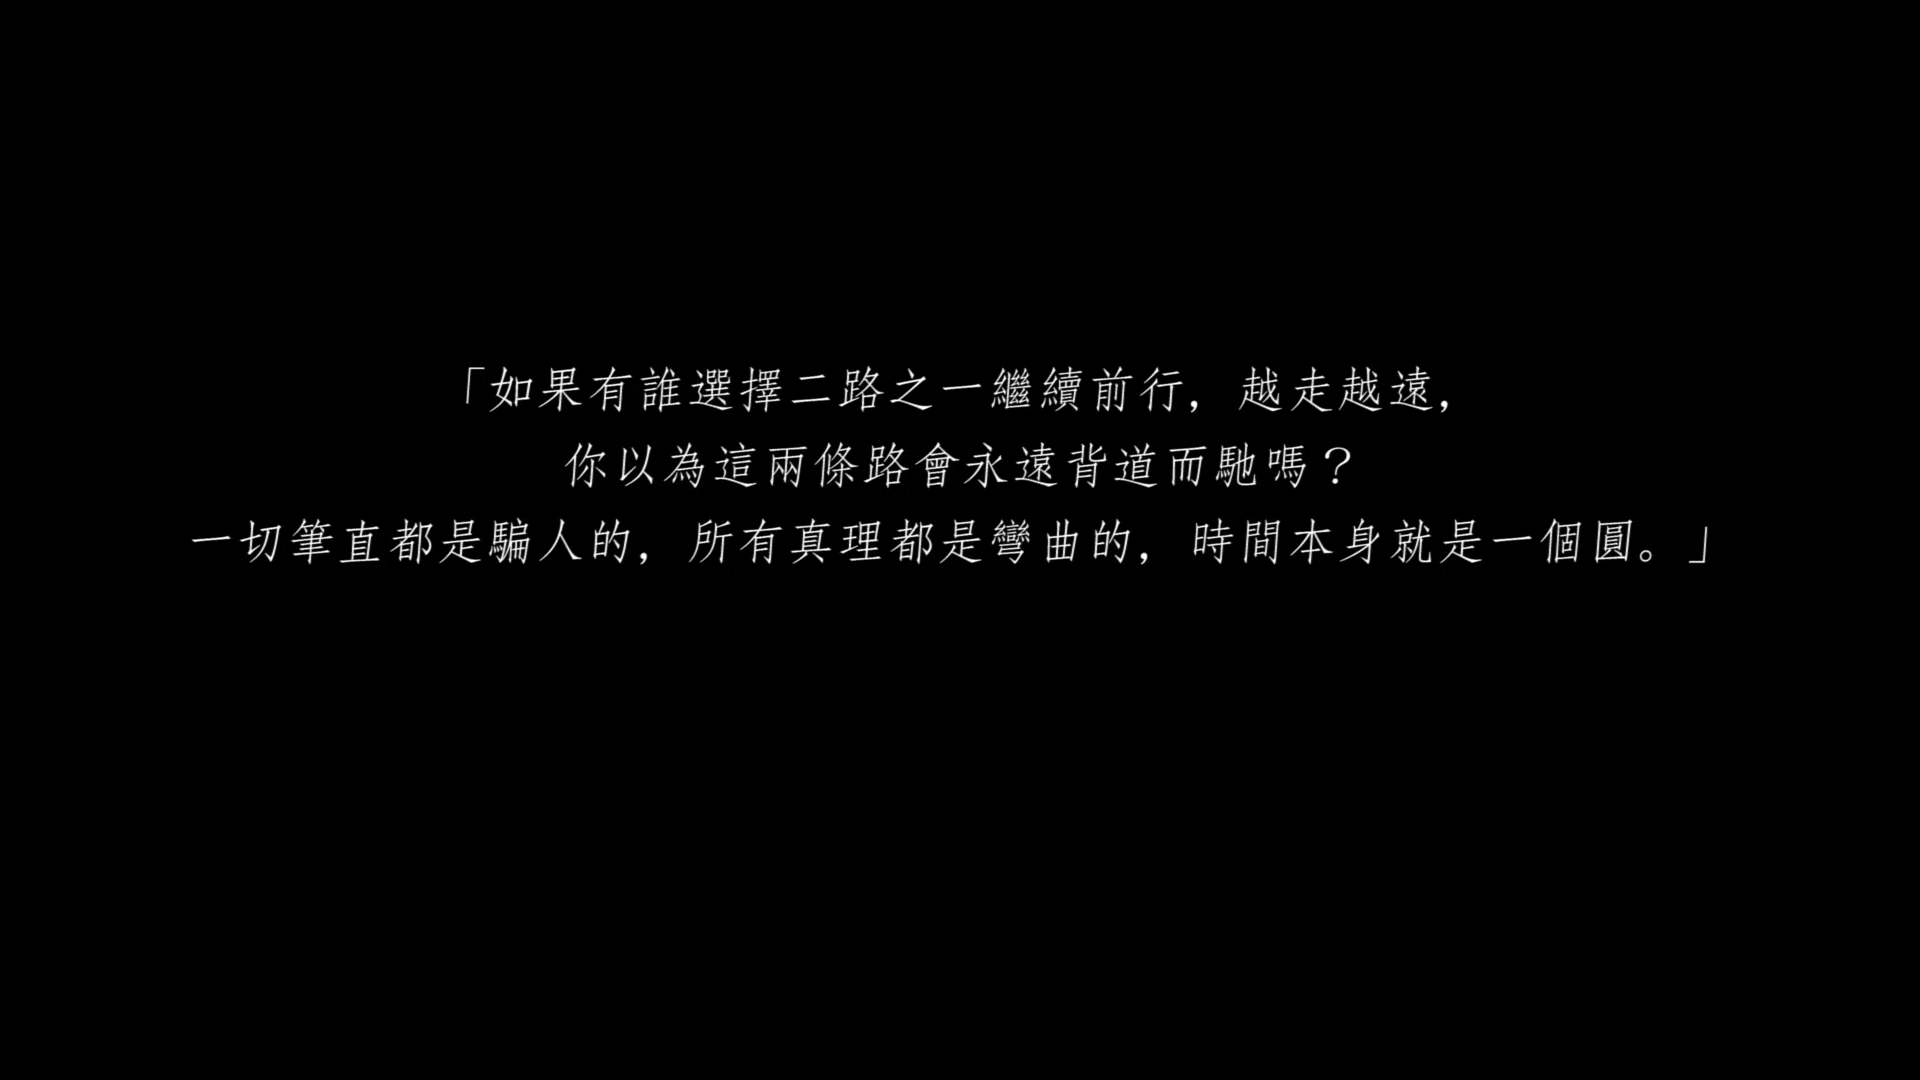 「如果有誰選擇二路之一繼續前行，越走越遠，
你以為這兩條路會永遠背道而馳嗎？
一切筆直都是騙人的，所有真理都是彎曲的，時間本身就是一個圓。」